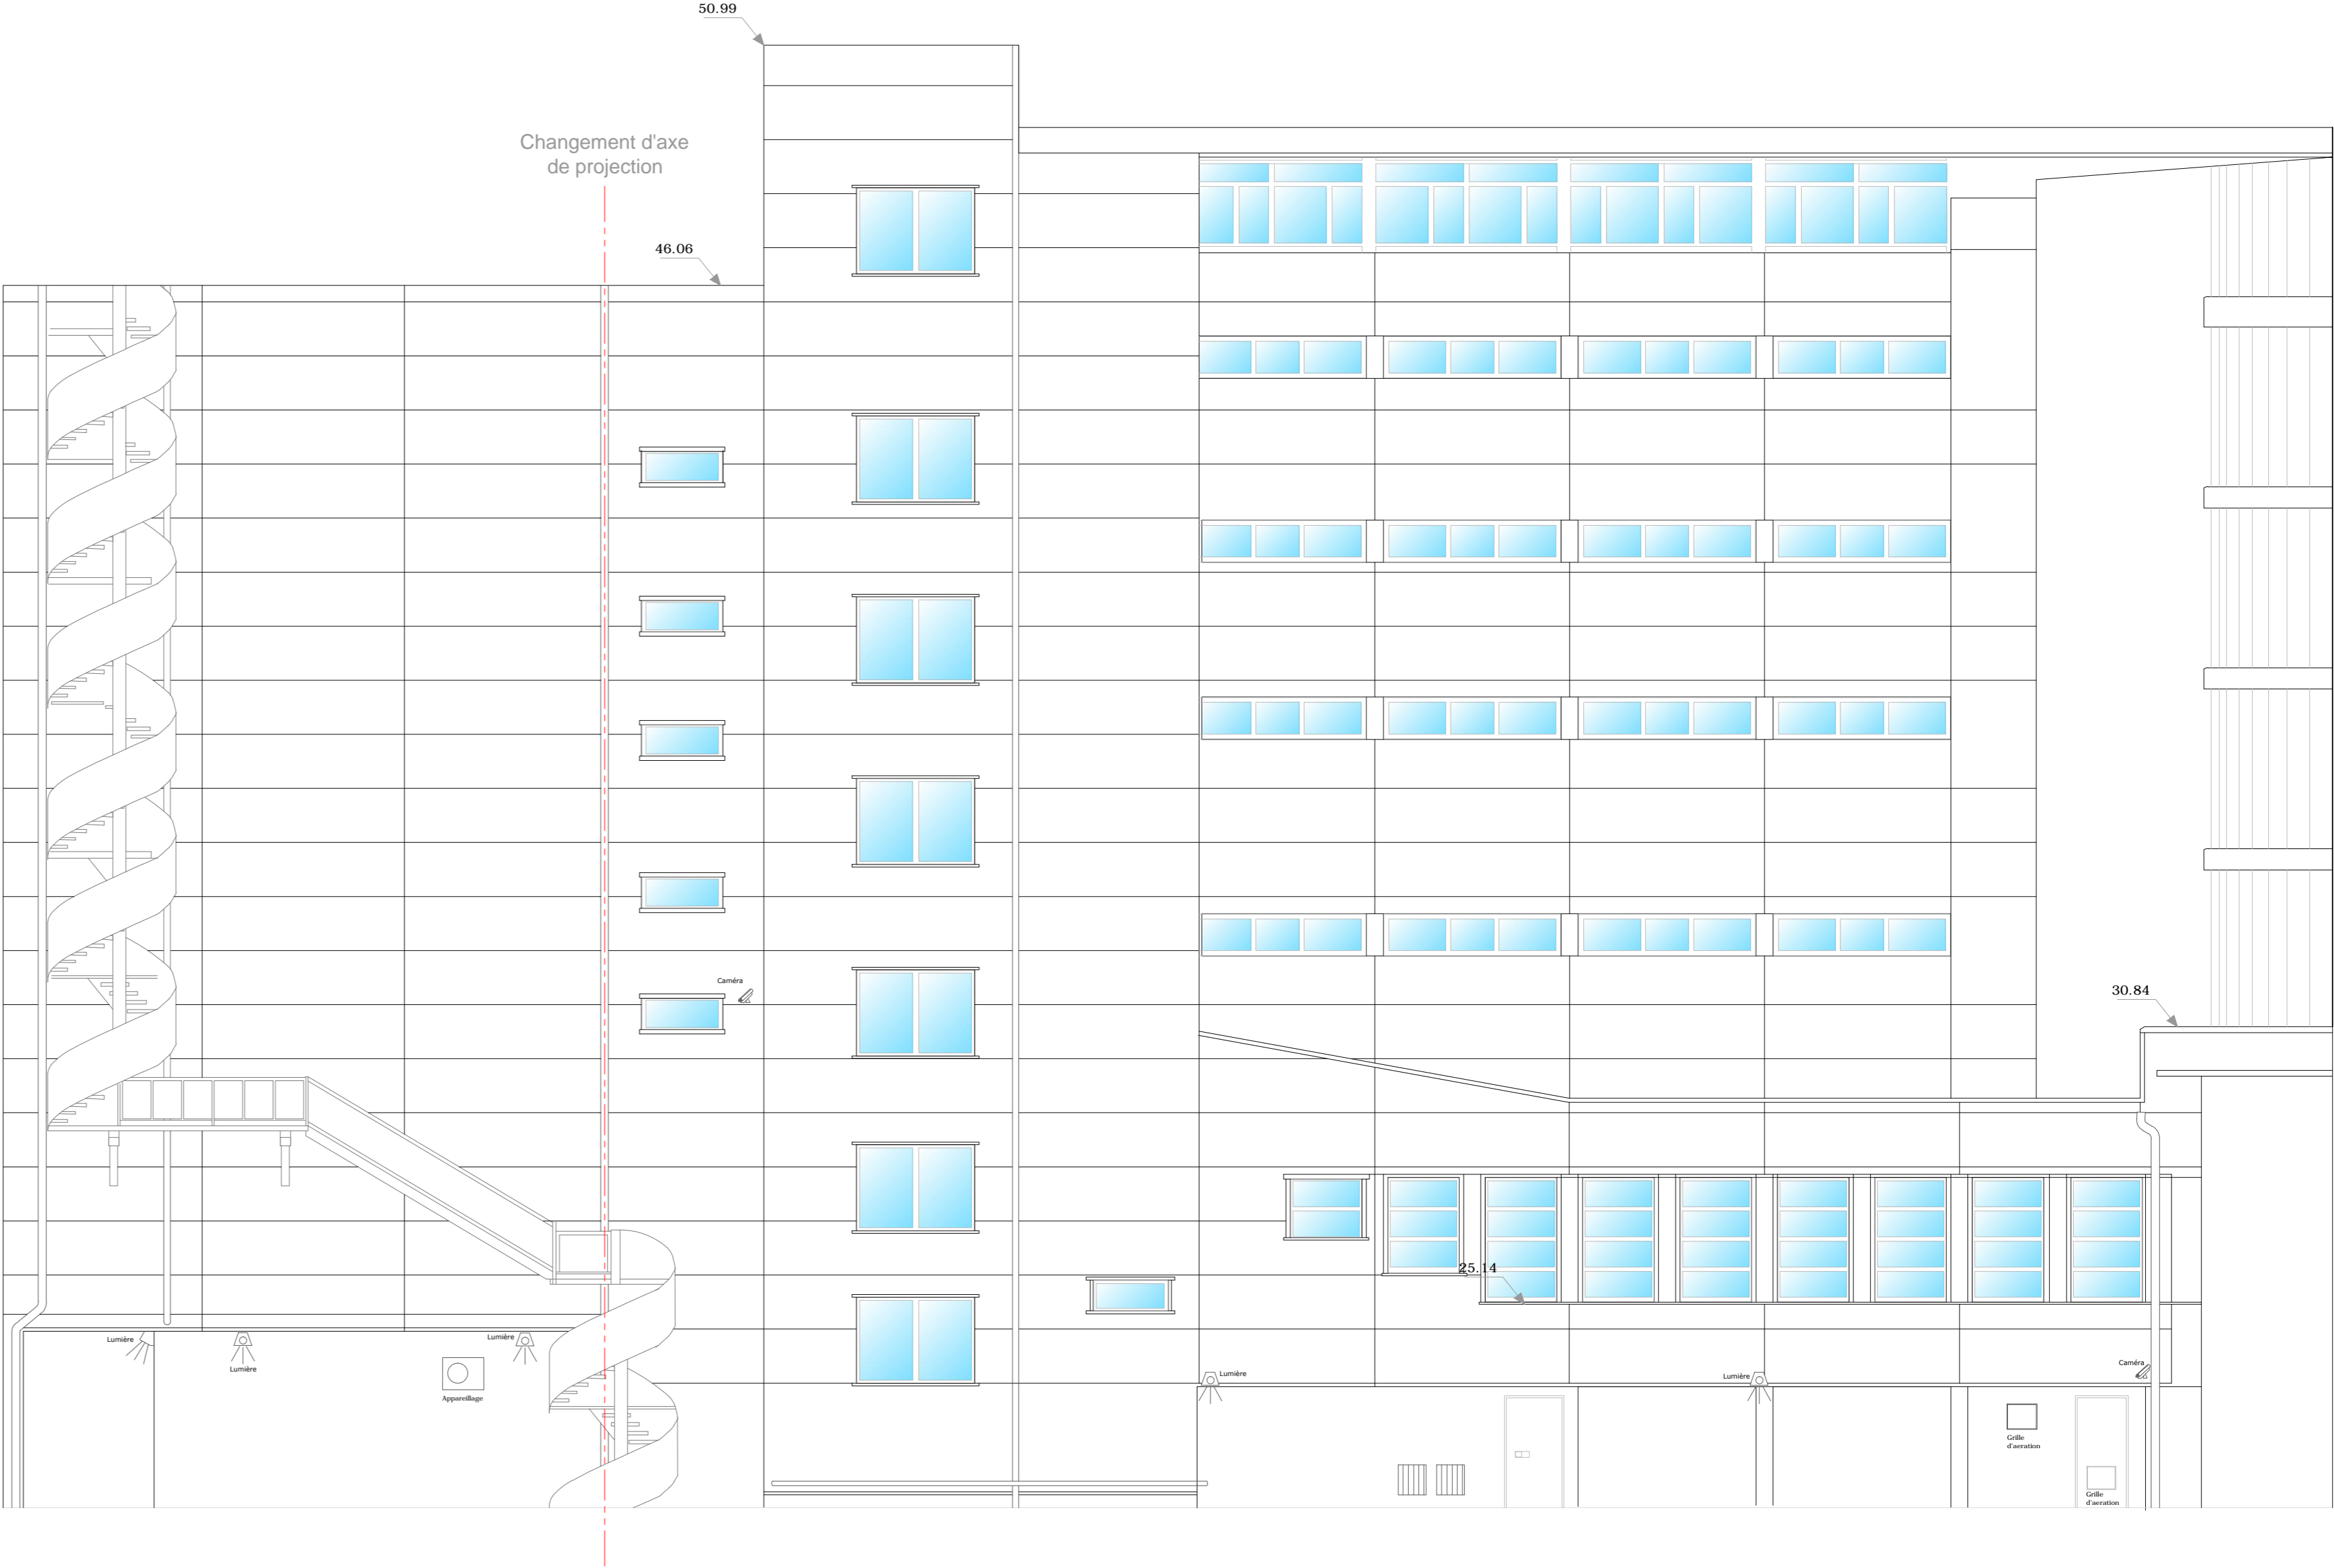 50.99
Changement d'axe
de projection
46.06
Caméra
30.84
25.14
Lumière
Lumière
Lumière
Appareillage
Lumière
Lumière
Caméra
Grille
d'aeration
Grille
d'aeration